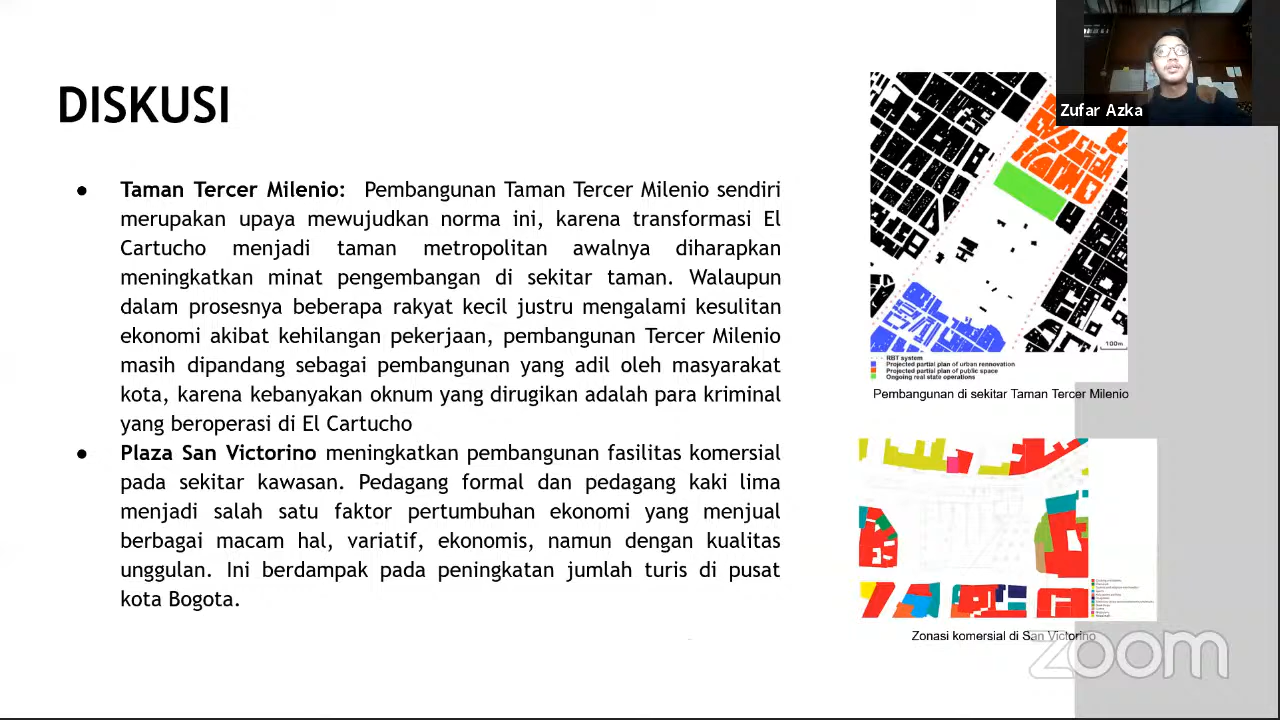 DISKUSI
Zufar Azka
● Taman Tercer Milenio: Pembangunan Taman Tercer Milenio sendiri
merupakan upaya mewujudkan norma ini, karena transformasi El
Cartucho menjadi taman metropolitan awalnya diharapkan
meningkatkan minat pengembangan di sekitar taman. Walaupun
dalam prosesnya beberapa rakyat kecil justru mengalami kesulitan
ekonomi akibat kehilangan pekerjaan, pembangunan Tercer Milenio
masih dipandang sebagai pembangunan yang adil oleh masyarakat
kota, karena kebanyakan oknum yang dirugikan adalah para kriminal
yang beroperasi di El Cartucho
● Plaza San Victorino meningkatkan pembangunan fasilitas komersial
pada sekitar kawasan. Pedagang formal dan pedagang kaki lima
menjadi salah satu faktor pertumbuhan ekonomi yang menjual
berbagai macam hal, variatif, ekonomis, namun dengan kualitas
unggulan. Ini berdampak pada peningkatan jumlah turis di pusat
kota Bogota.
100m
RBT system
Projected partial plan of urban rennovation
Projected partial plan of public space
Ongoing real state operations
Pembangunan di sekitar Taman Tercer Milenio
Zonasi komersial di San Victorino
zoom